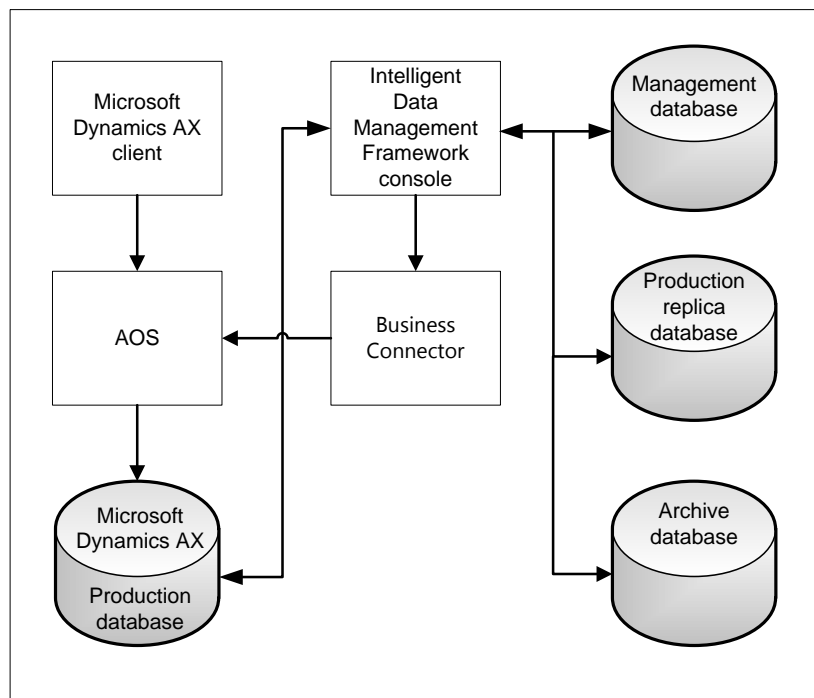 Microsoft
Dynamics AX
client
Intelligent
Data
Management
Framework
console
Management
database
AOS
Business
Connector
Production
replica
database
Microsoft
Dynamics AX
Production
database
Archive
database